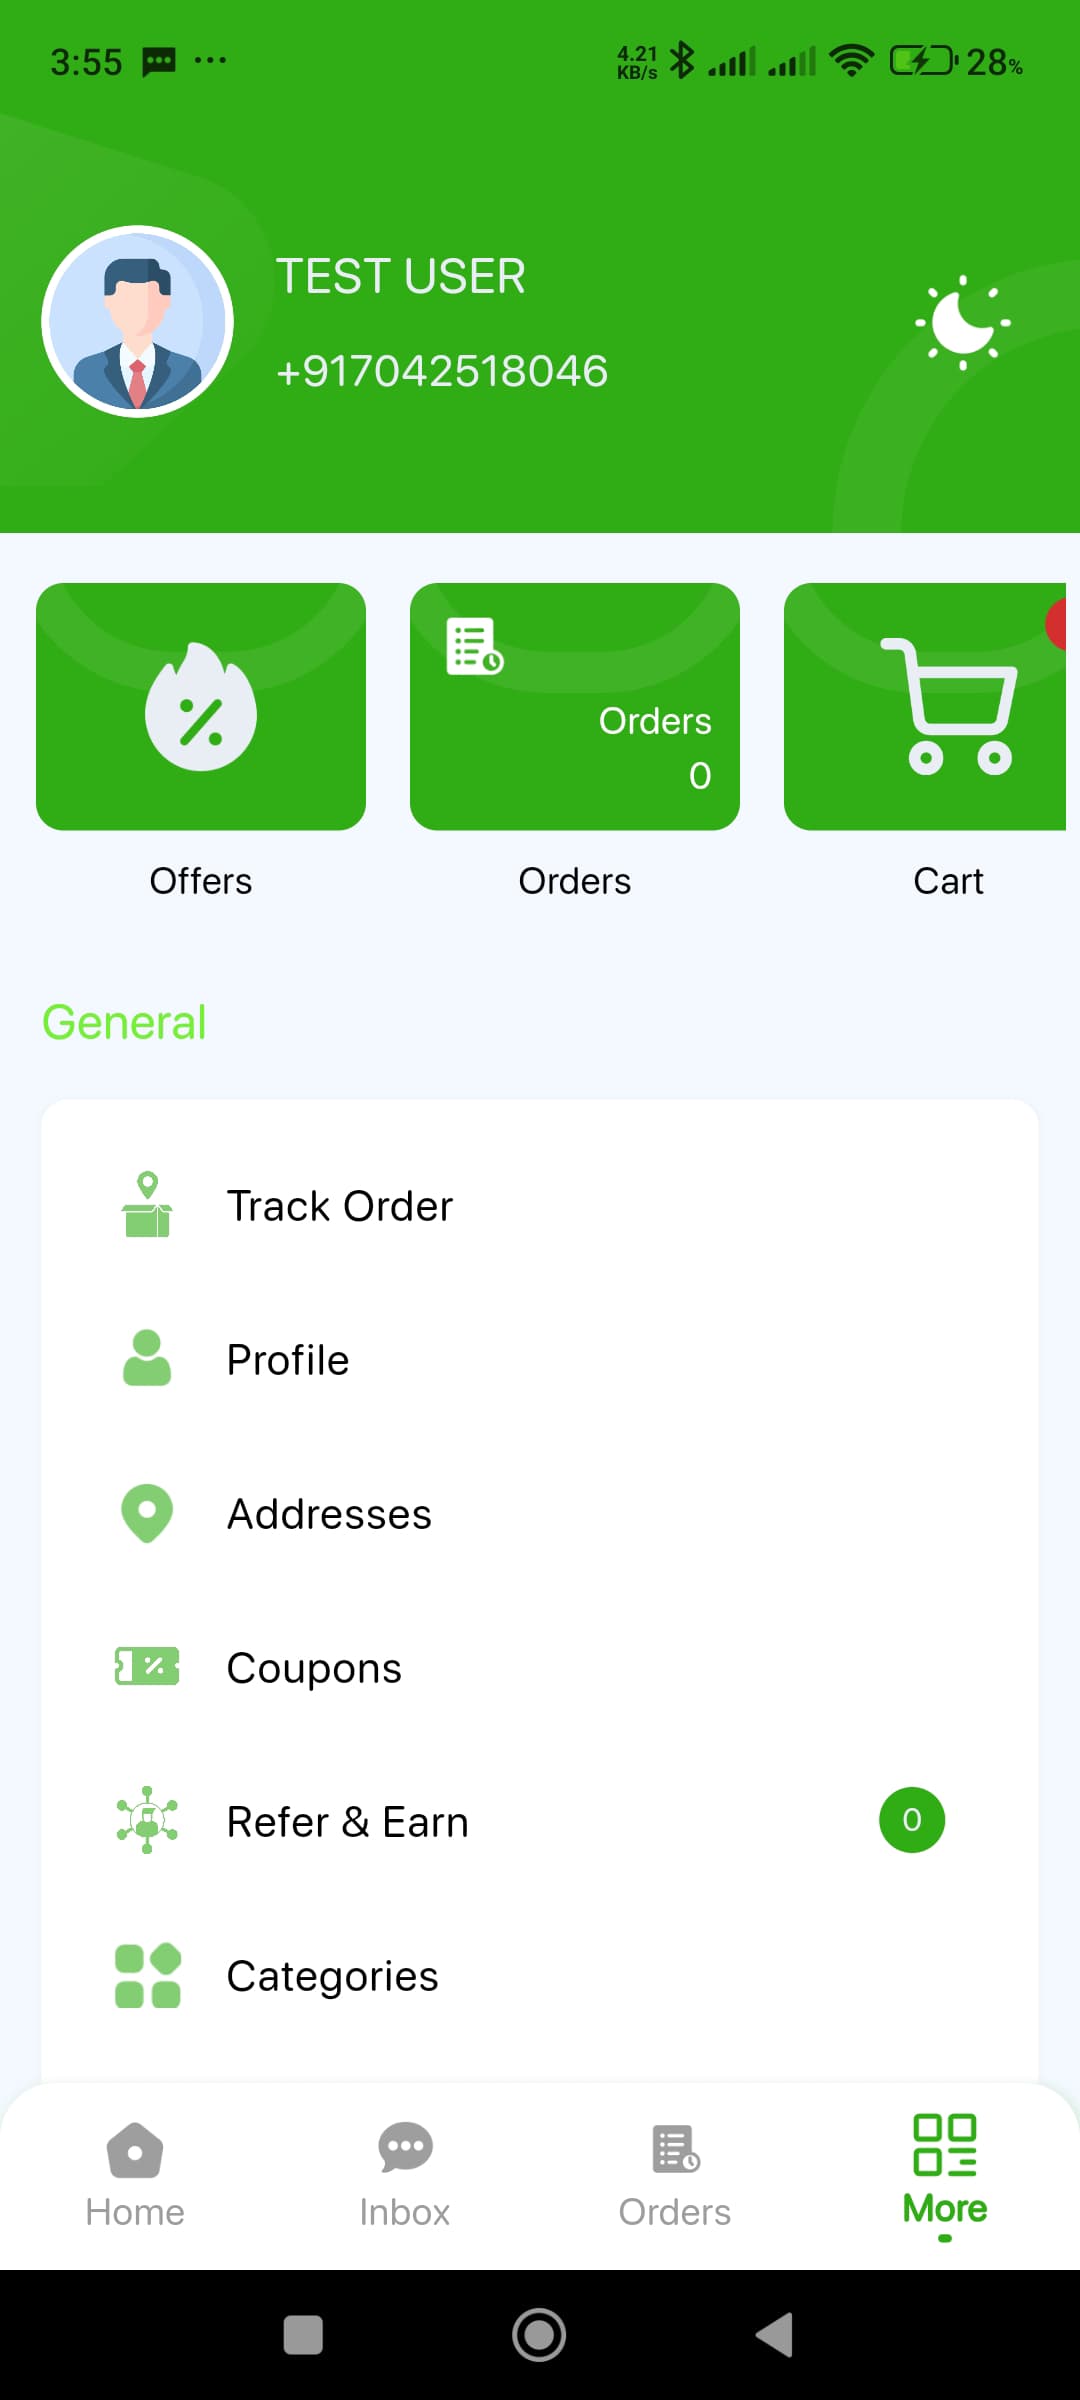 3:55 ... 4.21 KB/s 28%
TEST USER
+917042518046
Orders
0
Offers Orders Cart
General
Track Order
Profile
Addresses
Coupons
Refer & Earn 0
Categories
Home Inbox Orders More